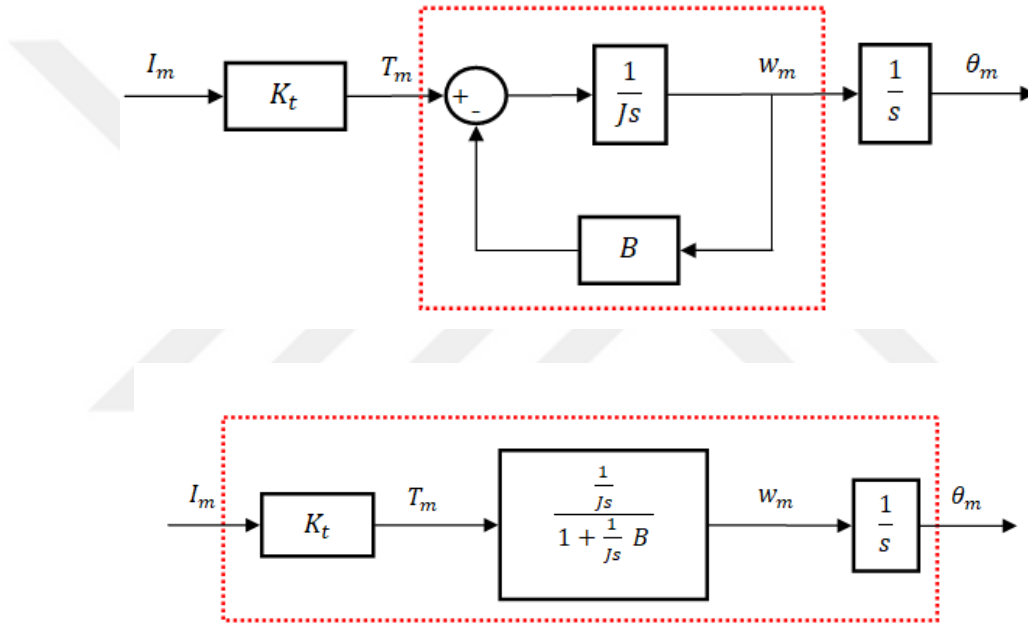 I_m K_t T_m + - 1/Js w_m 1/s θ_m
B
I_m K_t T_m (1/Js)/(1 + 1/Js B) w_m 1/s θ_m